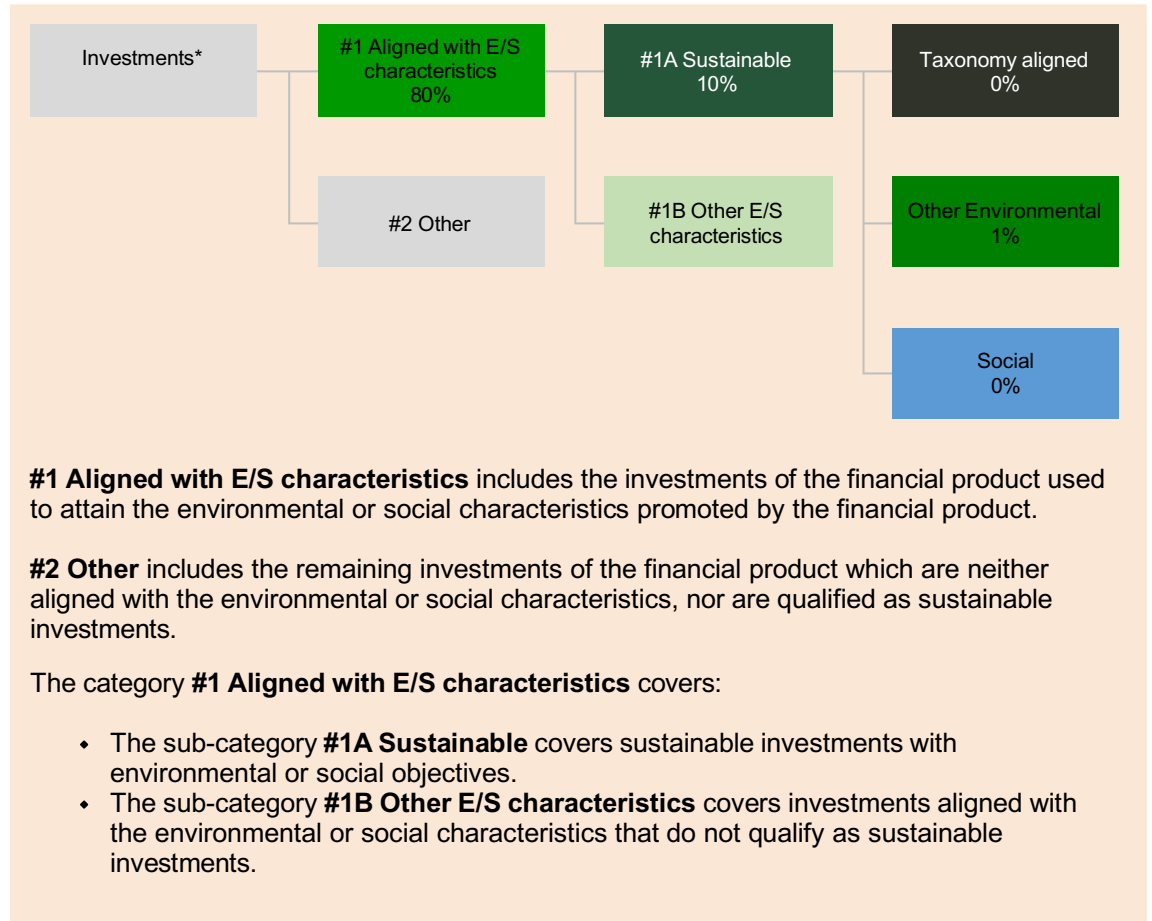 Investments*
#1 Aligned with E/S
characteristics
80%
#1A Sustainable
10%
Taxonomy aligned
0%
#2 Other
#1B Other E/S
characteristics
Other Environmental
1%
Social
0%
#1 Aligned with E/S characteristics includes the investments of the financial product used
to attain the environmental or social characteristics promoted by the financial product.
#2 Other includes the remaining investments of the financial product which are neither
aligned with the environmental or social characteristics, nor are qualified as sustainable
investments.
The category #1 Aligned with E/S characteristics covers:
• The sub-category #1A Sustainable covers sustainable investments with
environmental or social objectives.
• The sub-category #1B Other E/S characteristics covers investments aligned with
the environmental or social characteristics that do not qualify as sustainable
investments.